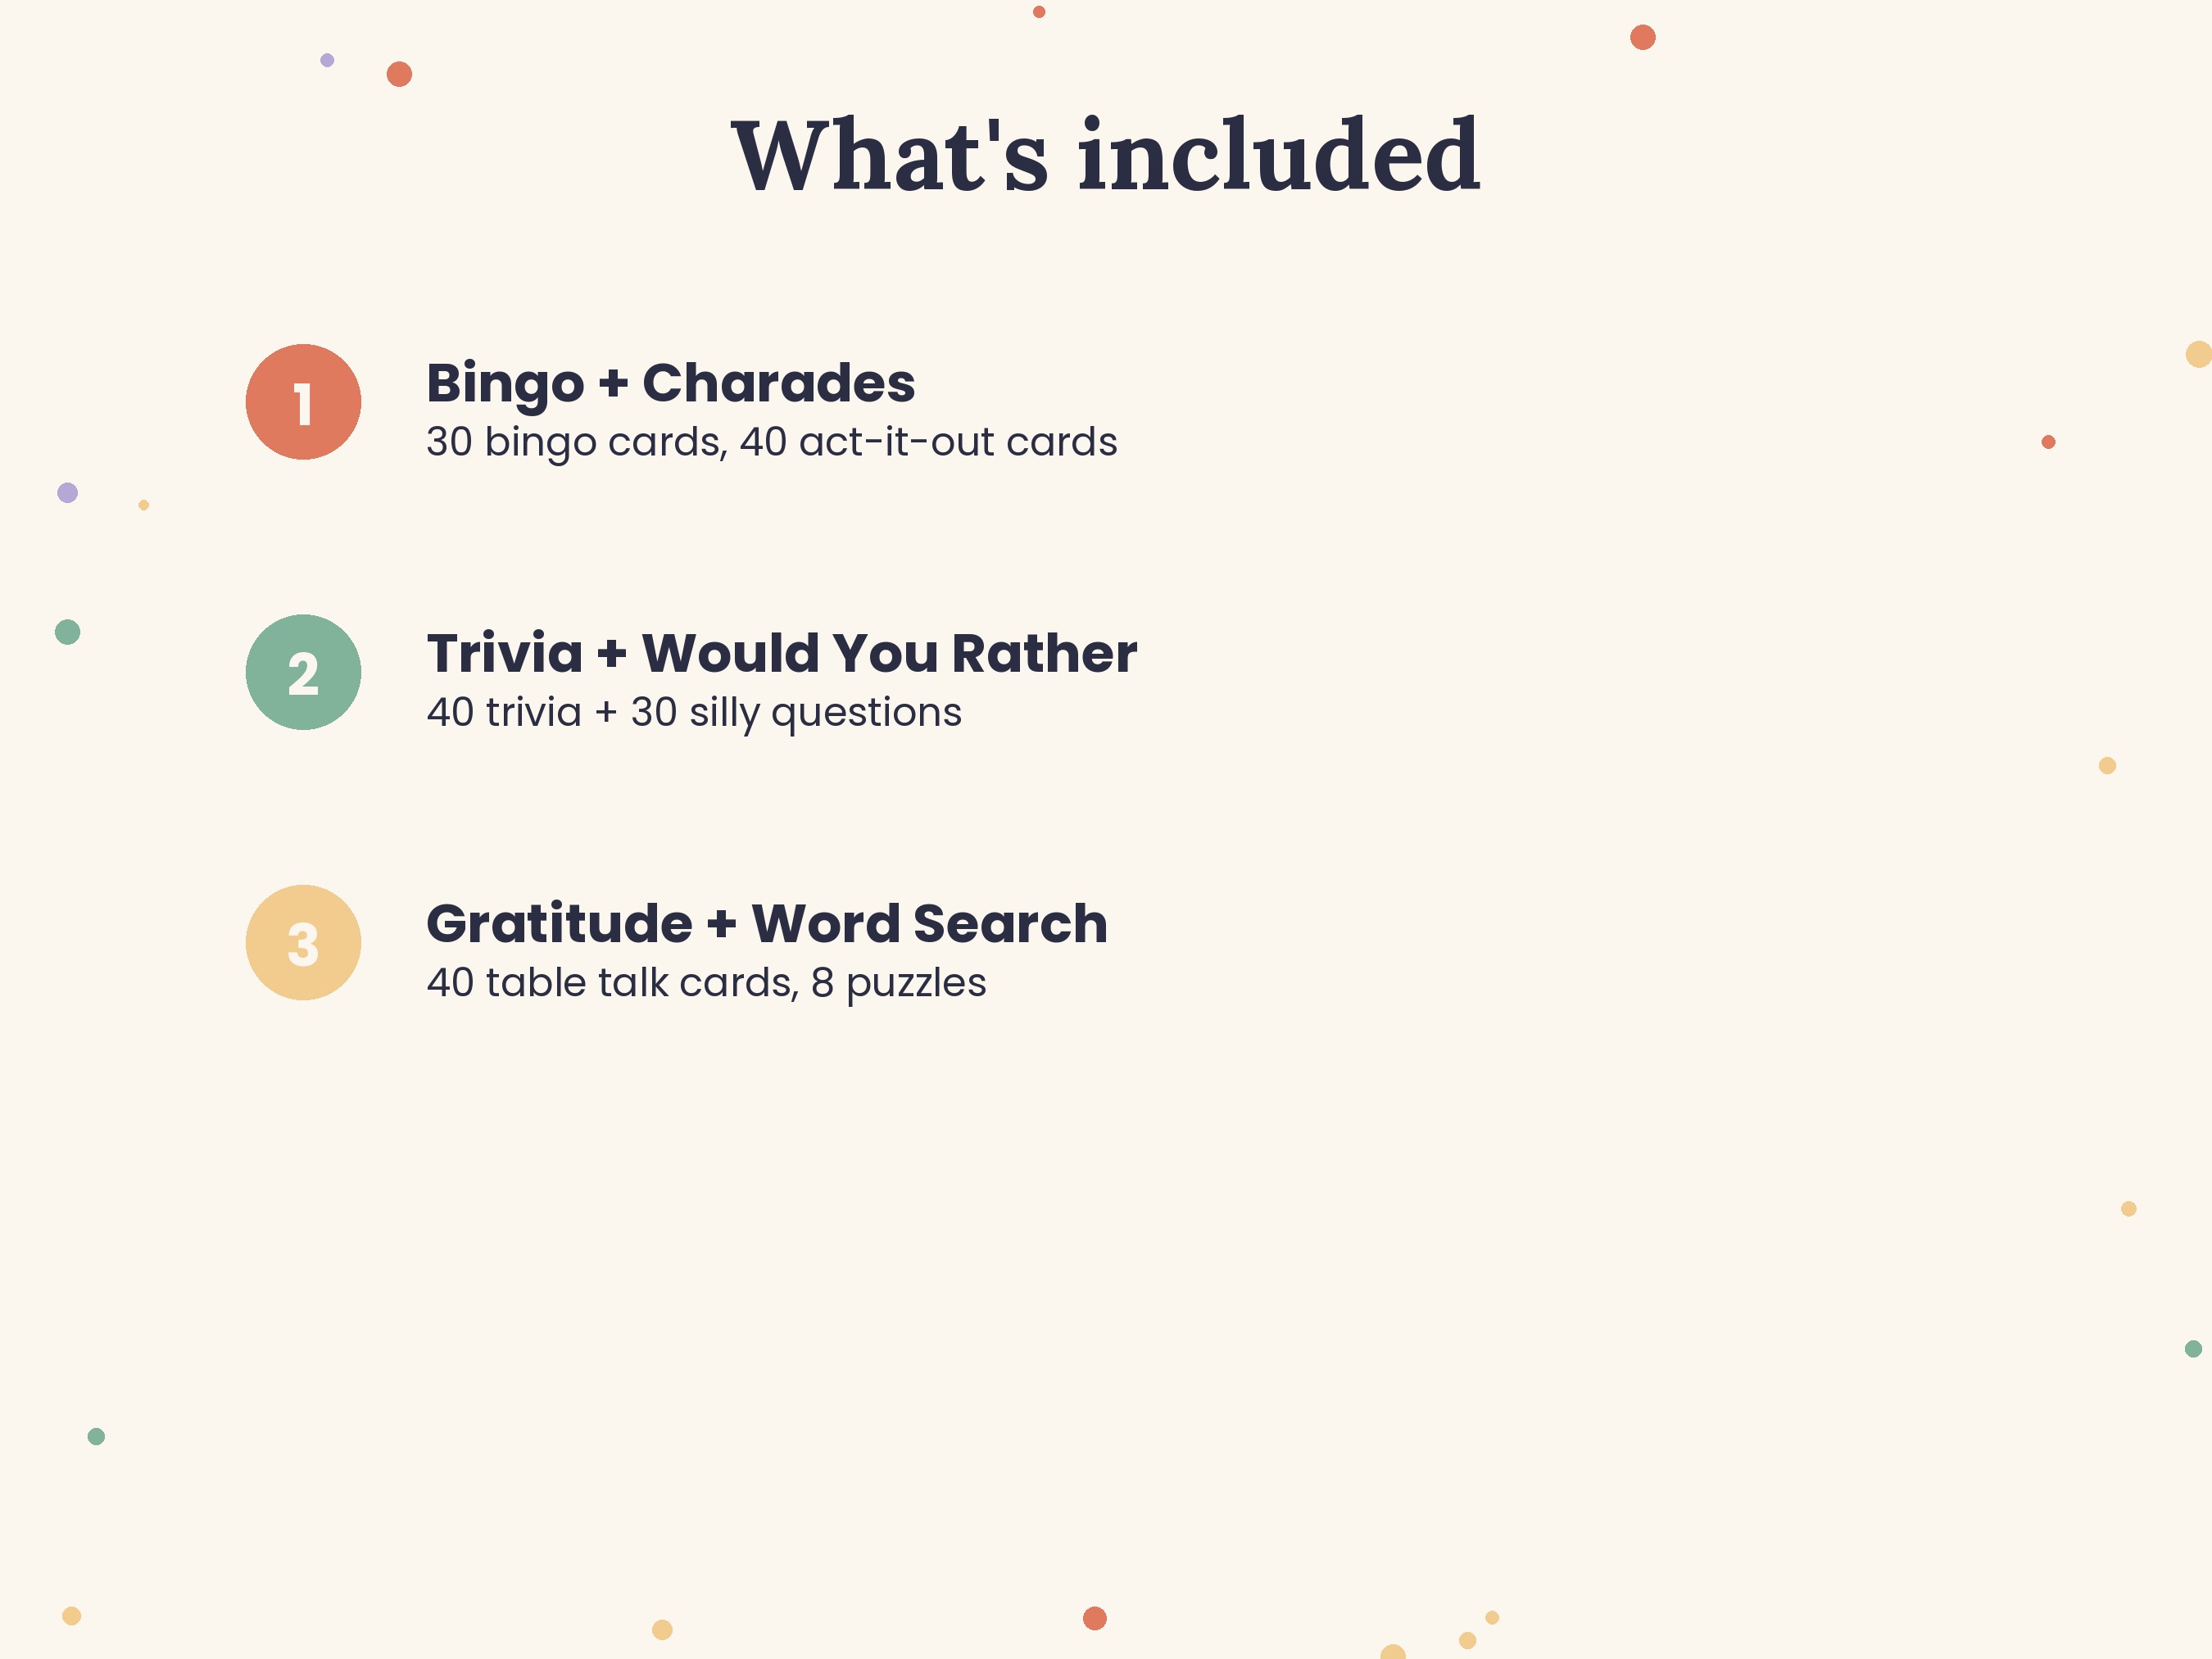 What's included
1
Bingo + Charades
30 bingo cards, 40 act-it-out cards
2
Trivia + Would You Rather
40 trivia + 30 silly questions
3
Gratitude + Word Search
40 table talk cards, 8 puzzles